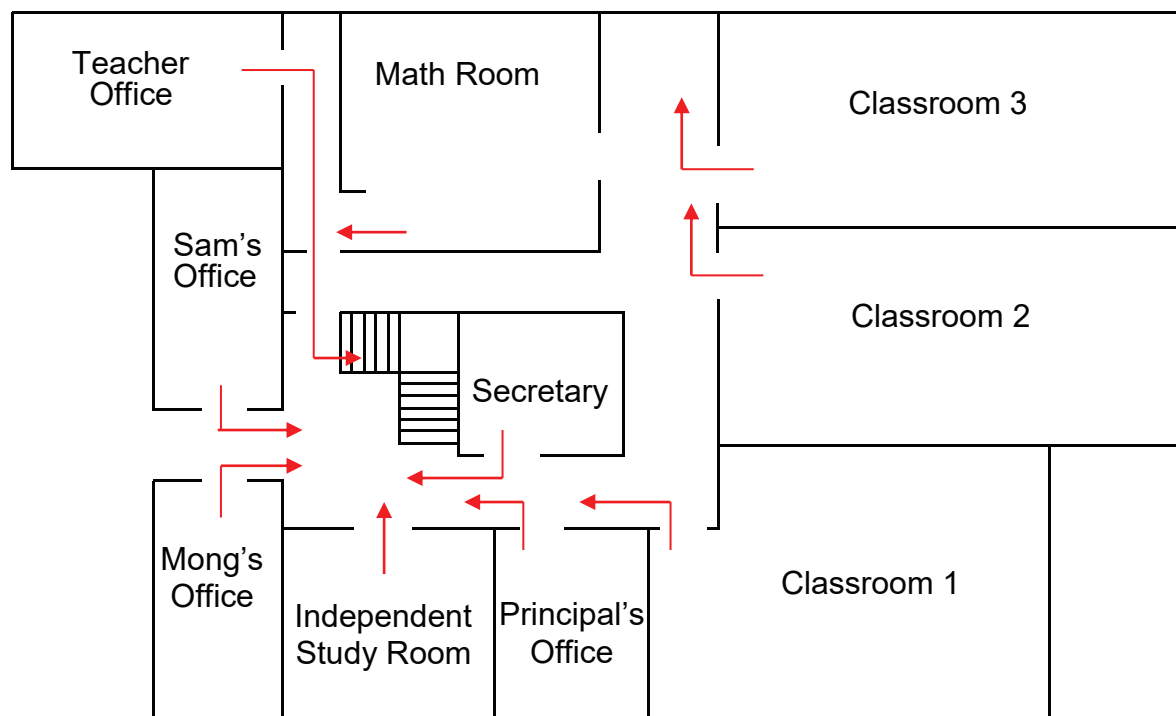 Teacher
Office
Math Room
Classroom 3
Sam's
Office
Classroom 2
Secretary
Mong's
Office
Independent
Study Room
Principal's
Office
Classroom 1